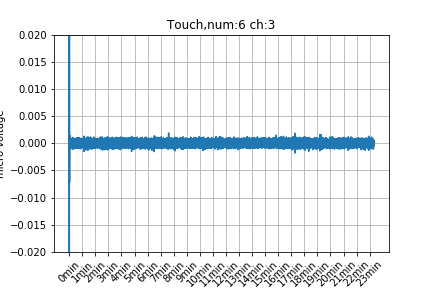 Touch,num:6 ch:3
0.020
0.015
0.010
0.005
0.000
−0.005
−0.010
−0.015
−0.020
micro voltage
0min
1min
2min
3min
4min
5min
6min
7min
8min
9min
10min
11min
12min
13min
14min
15min
16min
17min
18min
19min
20min
21min
22min
23min